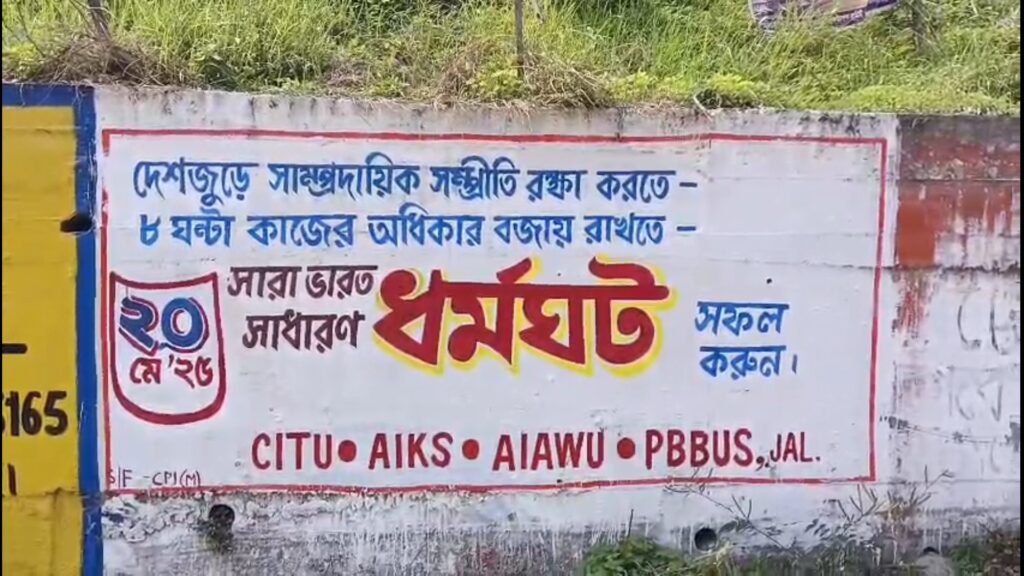 দেশজুড়ে সাম্প্রদায়িক সম্প্রীতি রক্ষা করতে –
৮ ঘন্টা কাজের অধিকার বজায় রাখতে –
২০
মে '২৫
সারা ভারত
সাধারণ
ধর্মঘট
সফল
করুন।
CITU • AIKS • AIAWU • PBBUS, JAL.
S/F - CPI(M)
165